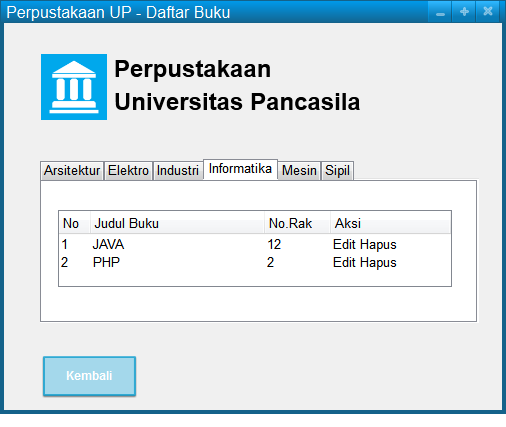 Perpustakaan UP - Daftar Buku
Perpustakaan
Universitas Pancasila
Arsitektur Elektro Industri Informatika Mesin Sipil
No Judul Buku No.Rak Aksi
1 JAVA 12 Edit Hapus
2 PHP 2 Edit Hapus
Kembali